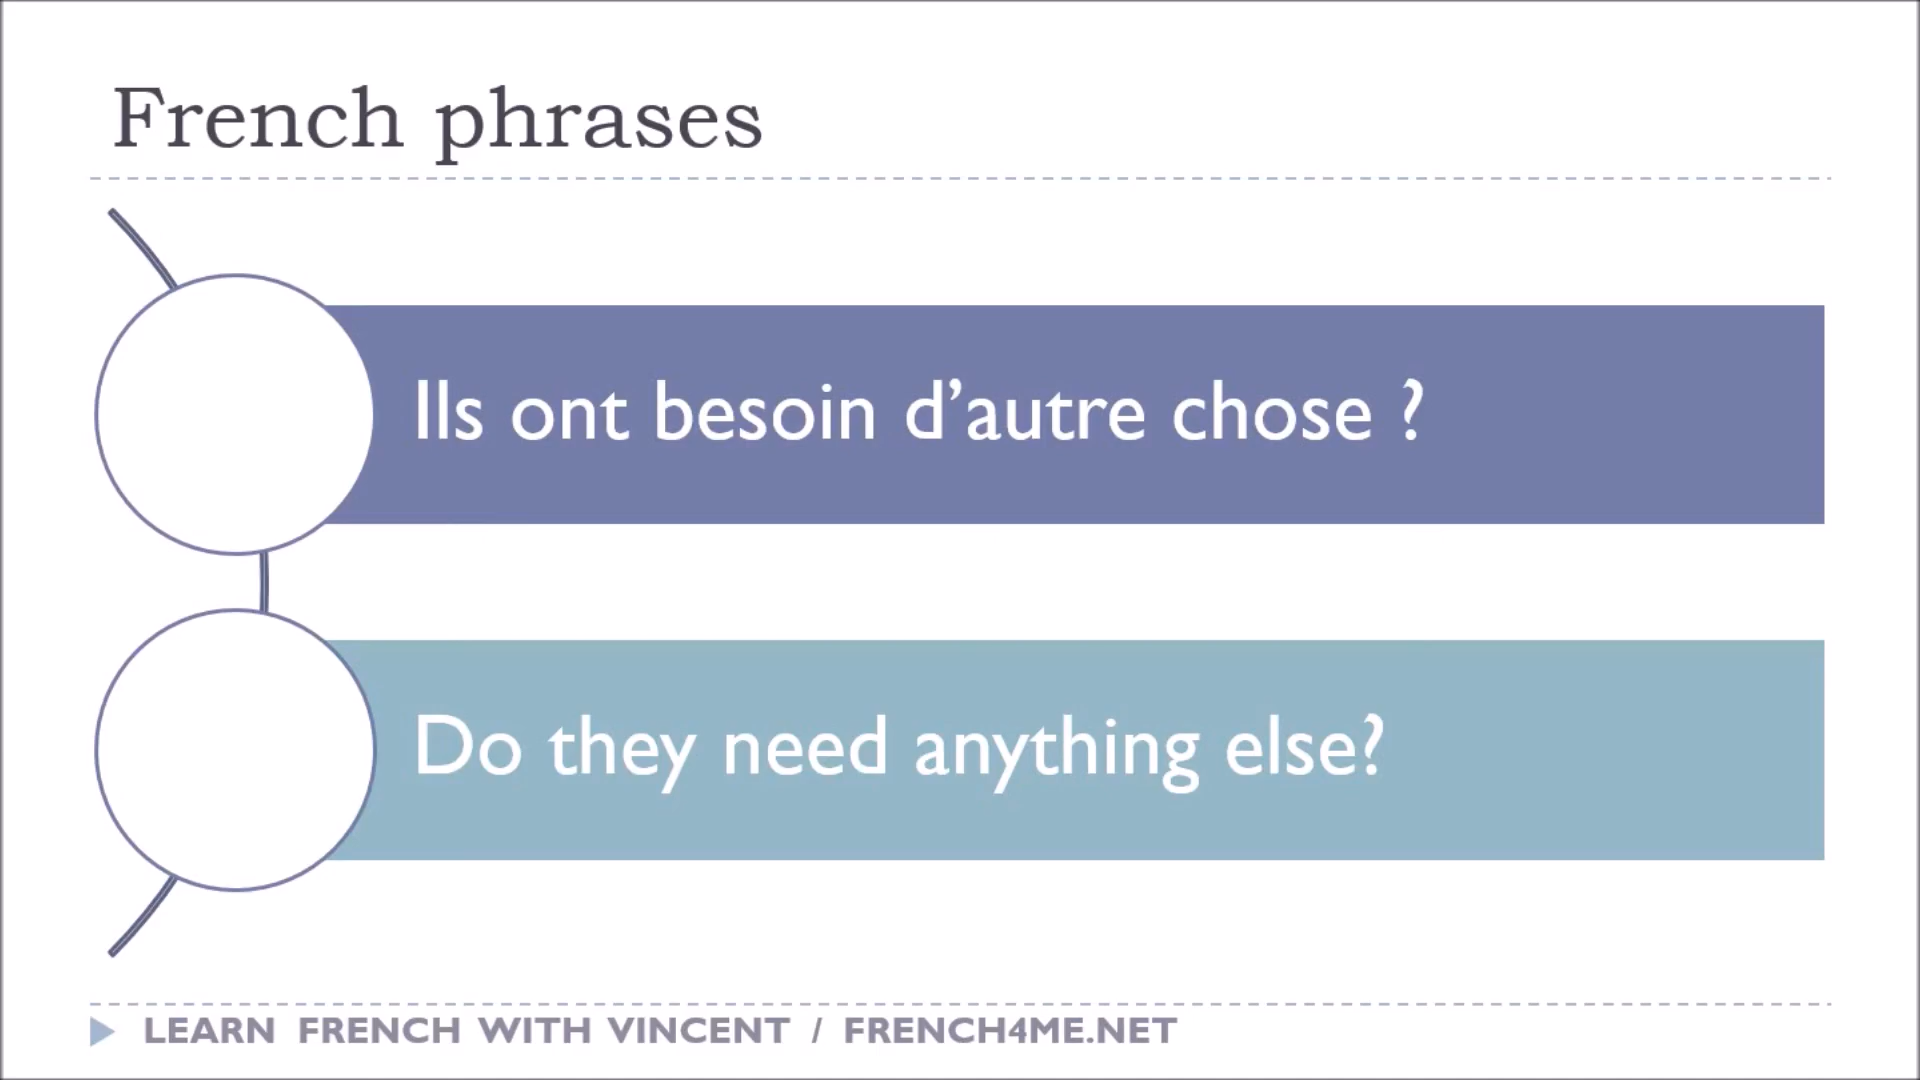 French phrases
Ils ont besoin d’autre chose ?
Do they need anything else?
LEARN FRENCH WITH VINCENT / FRENCH4ME.NET